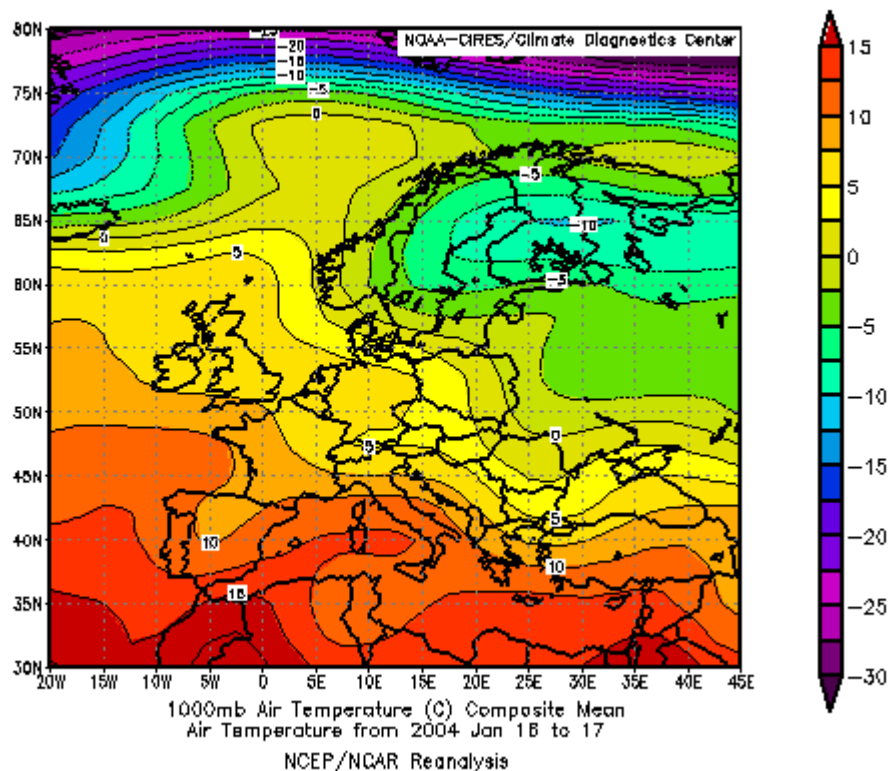 80N
75N
70N
65N
60N
55N
50N
45N
40N
35N
30N
NOAA-CIRES/Climate Diagnostics Center
-20
-15
-10
-5
0
-5
-10
0
5
-5
0
5
5
10
10
15
20W 15W 10W 5W 0 5E 10E 15E 20E 25E 30E 35E 40E 45E
15
10
5
0
-5
-10
-15
-20
-25
-30
1000mb Air Temperature (C) Composite Mean
Air Temperature from 2004 Jan 16 to 17
NCEP/NCAR Reanalysis